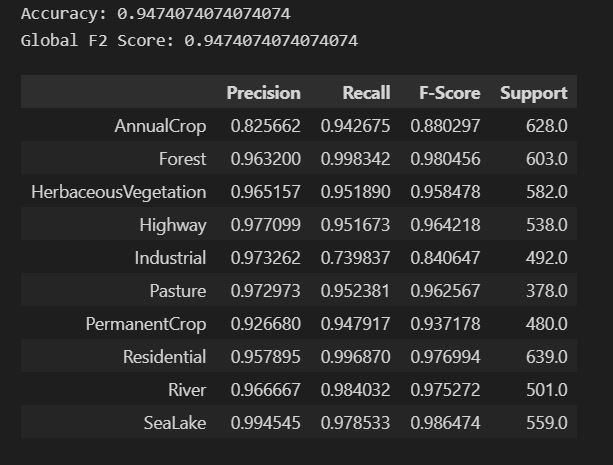 Accuracy: 0.9474074074074074
Global F2 Score: 0.9474074074074074
Precision Recall F-Score Support
AnnualCrop 0.825662 0.942675 0.880297 628.0
Forest 0.963200 0.998342 0.980456 603.0
HerbaceousVegetation 0.965157 0.951890 0.958478 582.0
Highway 0.977099 0.951673 0.964218 538.0
Industrial 0.973262 0.739837 0.840647 492.0
Pasture 0.972973 0.952381 0.962567 378.0
PermanentCrop 0.926680 0.947917 0.937178 480.0
Residential 0.957895 0.996870 0.976994 639.0
River 0.966667 0.984032 0.975272 501.0
SeaLake 0.994545 0.978533 0.986474 559.0